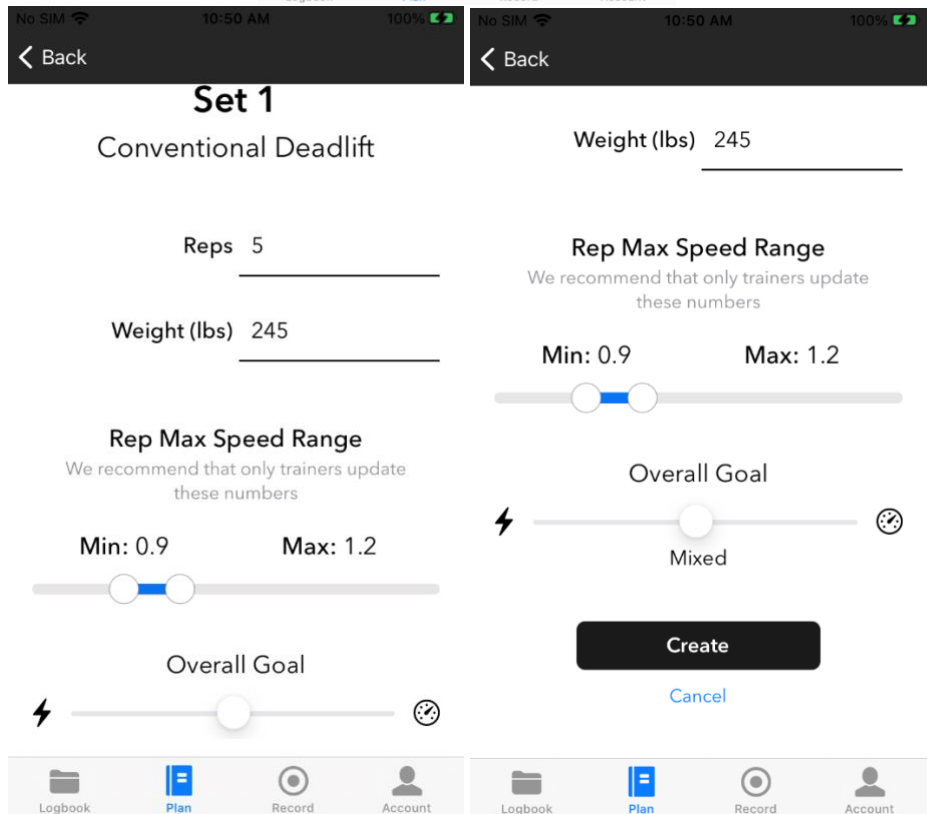 Logbook
Plan
Record
Account
No SIM 10:50 AM 100%
Back
Set 1
Conventional Deadlift
Reps 5
Weight (lbs) 245
Rep Max Speed Range
We recommend that only trainers update
these numbers
Min: 0.9 Max: 1.2
Overall Goal
Logbook Plan Record Account
No SIM 10:50 AM 100%
Back
Weight (lbs) 245
Rep Max Speed Range
We recommend that only trainers update
these numbers
Min: 0.9 Max: 1.2
Overall Goal
Mixed
Create
Cancel
Logbook Plan Record Account